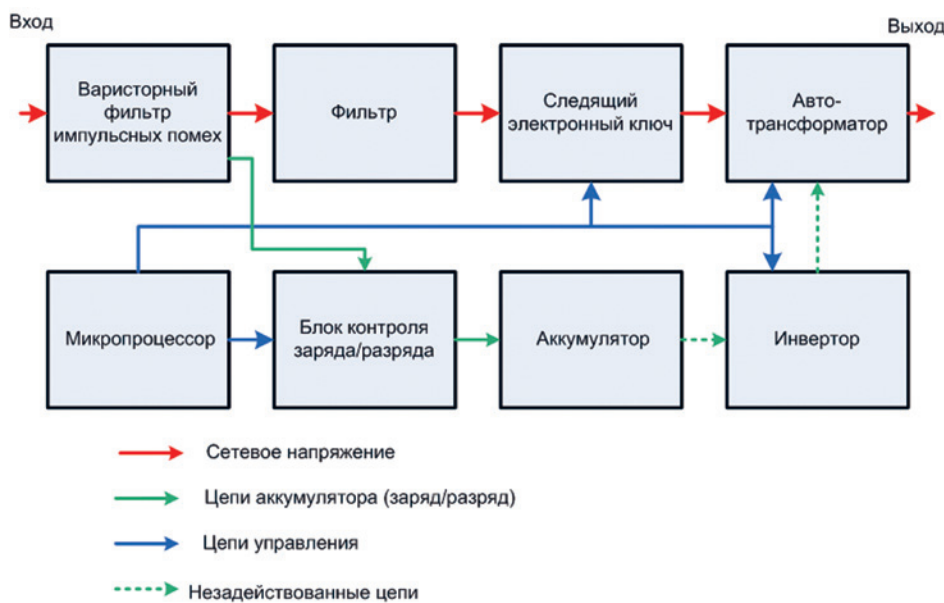 Вход
Выход
Варисторный
фильтр
импульсных помех
Фильтр
Следящий
электронный ключ
Авто-
трансформатор
Микропроцессор
Блок контроля
заряда/разряда
Аккумулятор
Инвертор
Сетевое напряжение
Цепи аккумулятора (заряд/разряд)
Цепи управления
Незадействованные цепи